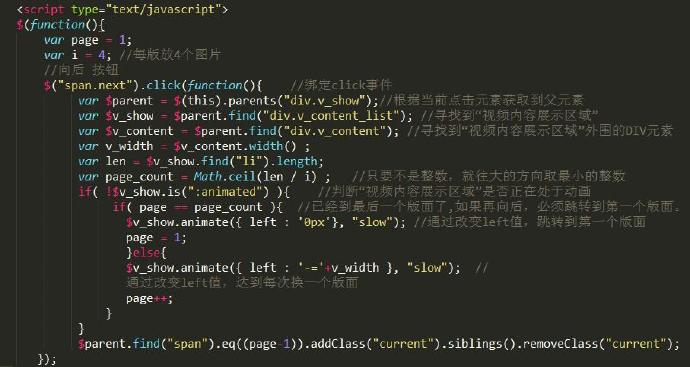 <script type="text/javascript">
$(function(){
var page = 1;
var i = 4; //每版放4个图片
//向后 按钮
$("span.next").click(function(){ //绑定click事件
var $parent = $(this).parents("div.v_show");//根据当前点击元素获取到父元素
var $v_show = $parent.find("div.v_content_list"); //寻找到“视频内容展示区域”
var $v_content = $parent.find("div.v_content"); //寻找到“视频内容展示区域”外围的DIV元素
var v_width = $v_content.width() ;
var len = $v_show.find("li").length;
var page_count = Math.ceil(len / i) ; //只要不是整数，就往大的方向取最小的整数
if( !$v_show.is(":animated") ){ //判断“视频内容展示区域”是否正在处于动画
if( page == page_count ){ //已经到最后一个版面了,如果再向后，必须跳转到第一个版面。
$v_show.animate({ left : '0px'}, "slow"); //通过改变left值，跳转到第一个版面
page = 1;
}else{
$v_show.animate({ left : '-='+v_width }, "slow"); //
通过改变left值，达到每次换一个版面
page++;
}
}
$parent.find("span").eq((page-1)).addClass("current").siblings().removeClass("current");
});